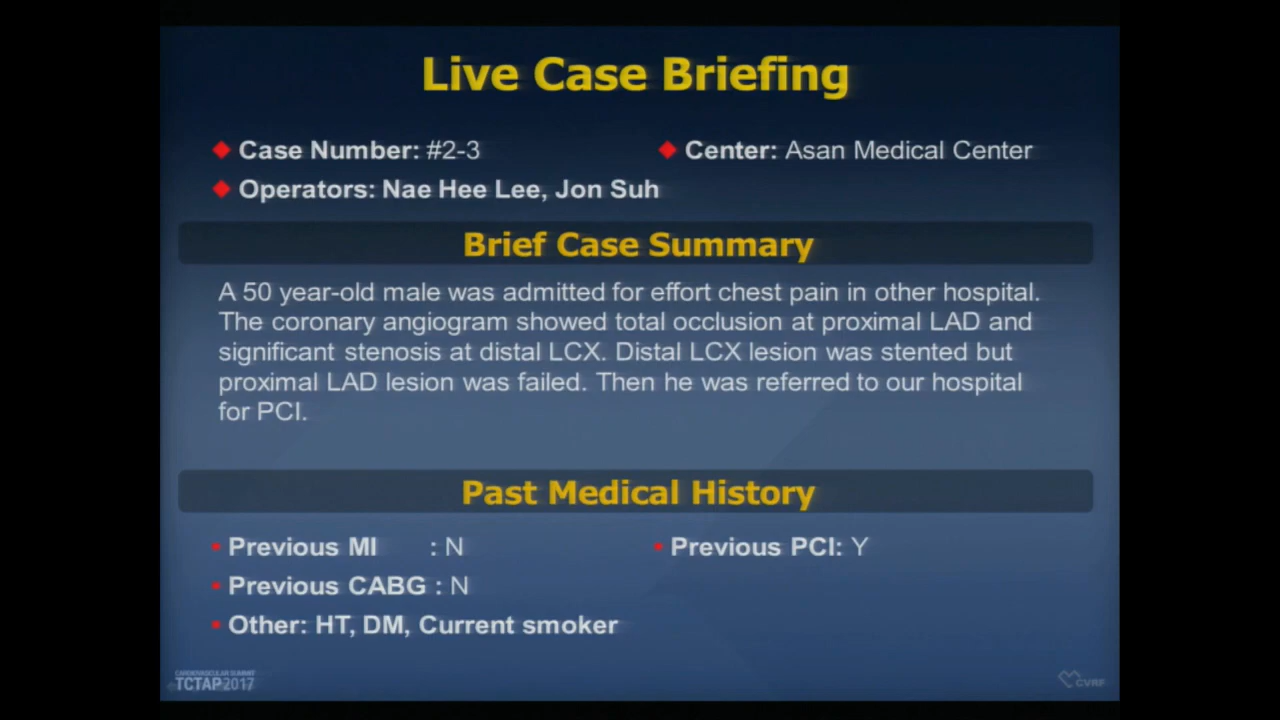 Live Case Briefing
Case Number: #2-3
Center: Asan Medical Center
Operators: Nae Hee Lee, Jon Suh
Brief Case Summary
A 50 year-old male was admitted for effort chest pain in other hospital.
The coronary angiogram showed total occlusion at proximal LAD and
significant stenosis at distal LCX. Distal LCX lesion was stented but
proximal LAD lesion was failed. Then he was referred to our hospital
for PCI.
Past Medical History
Previous MI : N
Previous PCI: Y
Previous CABG : N
Other: HT, DM, Current smoker
CARDIOVASCULAR SUMMIT
TCTAP2017
CVRF